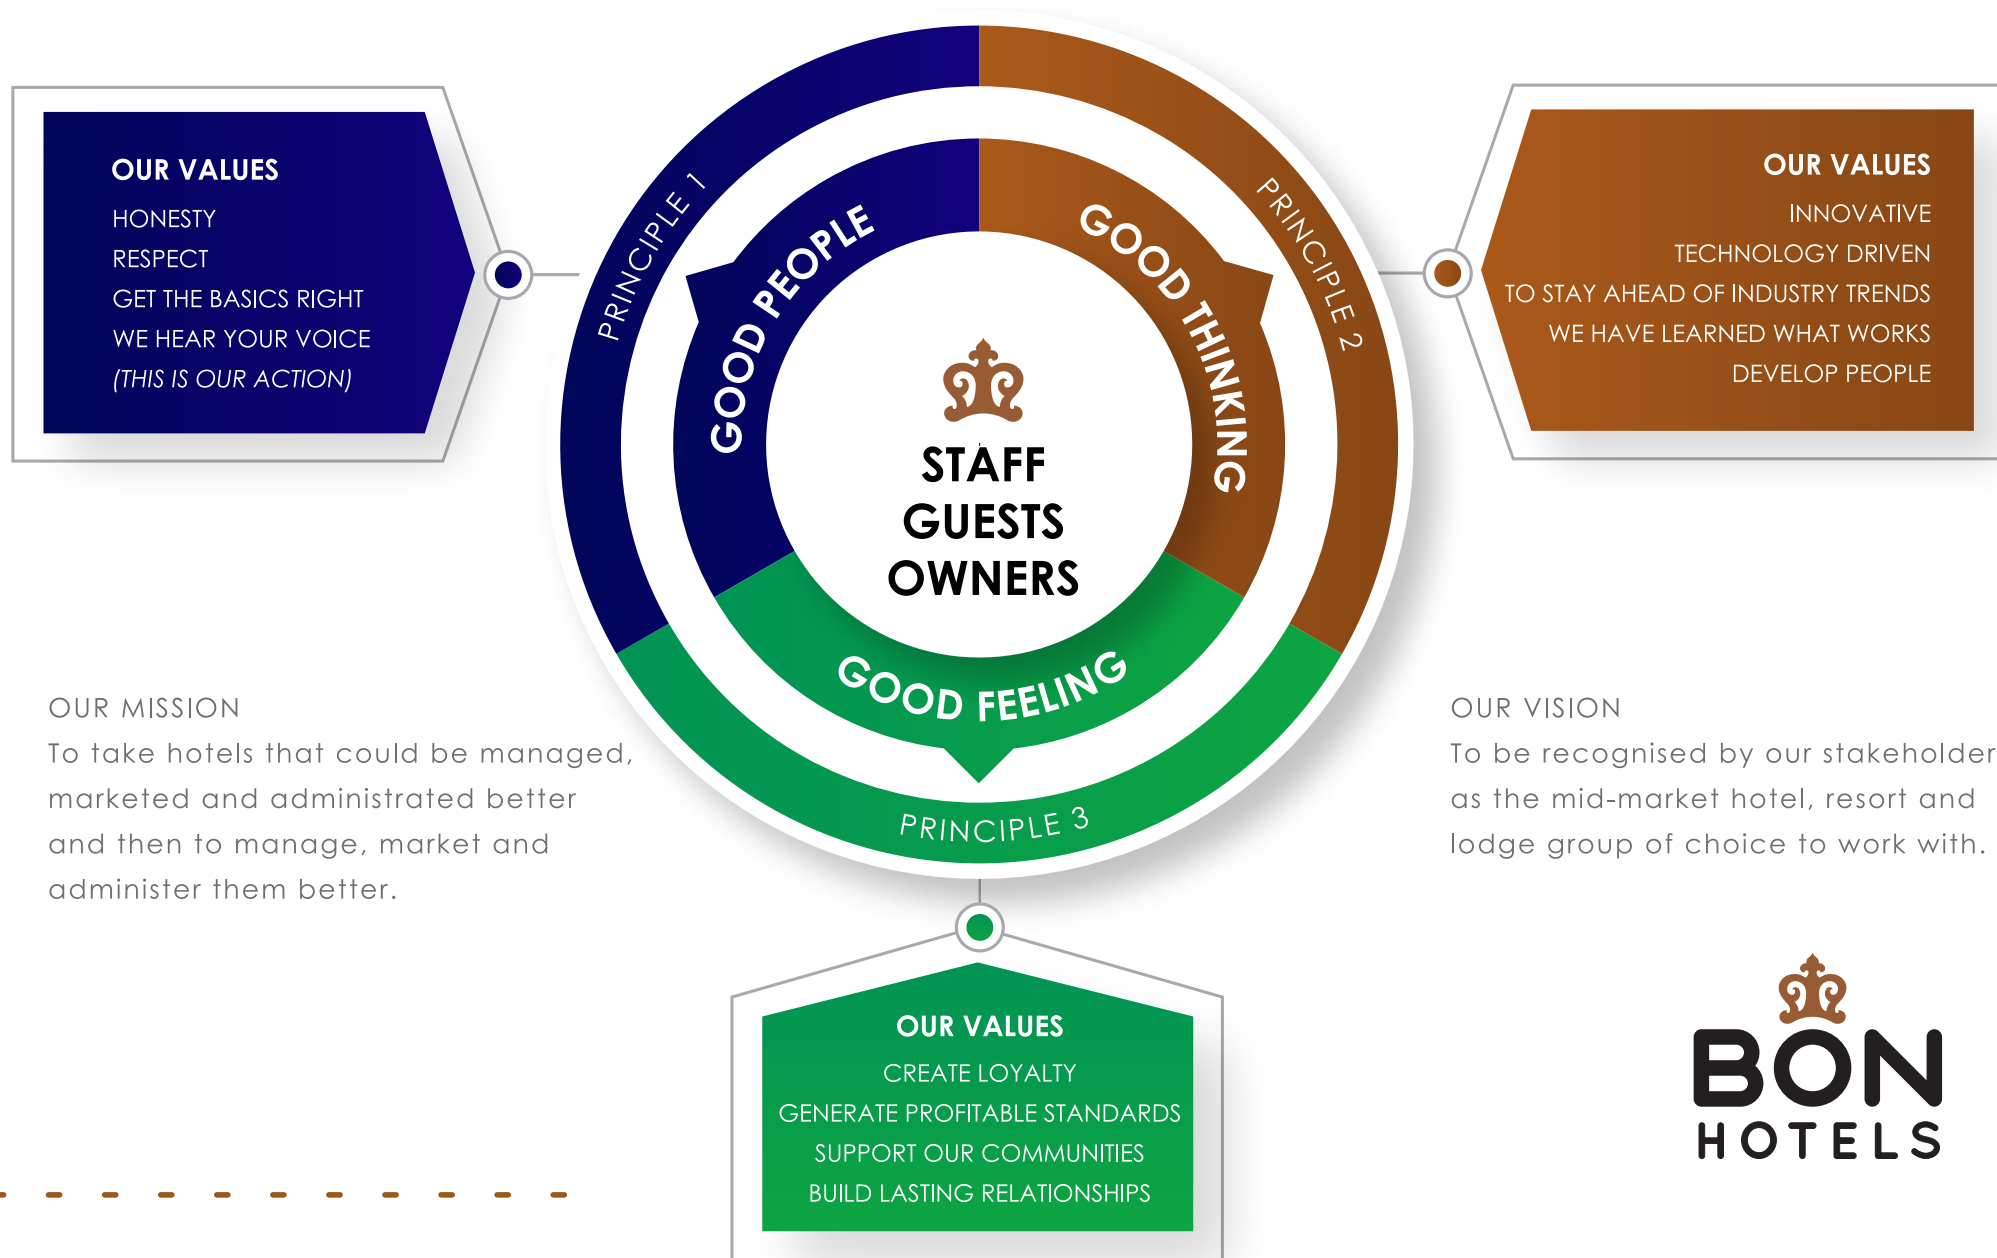 OUR VALUES
HONESTY
RESPECT
GET THE BASICS RIGHT
WE HEAR YOUR VOICE
(THIS IS OUR ACTION)
PRINCIPLE 1
GOOD PEOPLE
GOOD THINKING
PRINCIPLE 2
OUR VALUES
INNOVATIVE
TECHNOLOGY DRIVEN
TO STAY AHEAD OF INDUSTRY TRENDS
WE HAVE LEARNED WHAT WORKS
DEVELOP PEOPLE
STAFF
GUESTS
OWNERS
GOOD FEELING
PRINCIPLE 3
OUR MISSION
To take hotels that could be managed,
marketed and administrated better
and then to manage, market and
administer them better.
OUR VISION
To be recognised by our stakeholder
as the mid-market hotel, resort and
lodge group of choice to work with.
OUR VALUES
CREATE LOYALTY
GENERATE PROFITABLE STANDARDS
SUPPORT OUR COMMUNITIES
BUILD LASTING RELATIONSHIPS
BON
HOTELS